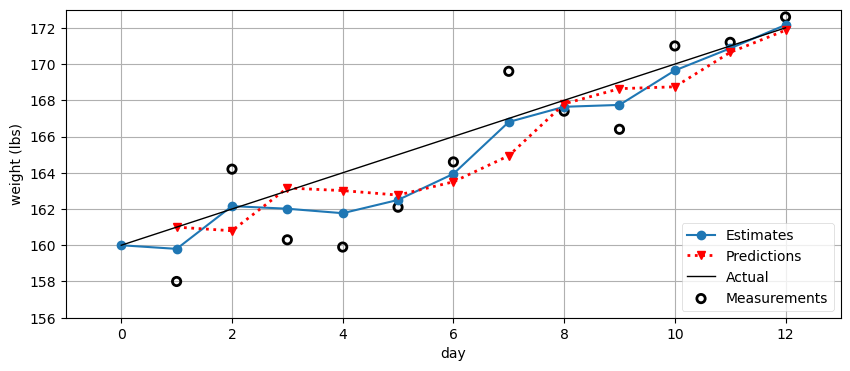 172
170
168
166
164
162
160
158
156
weight (lbs)
0 2 4 6 8 10 12
day
Estimates
Predictions
Actual
Measurements